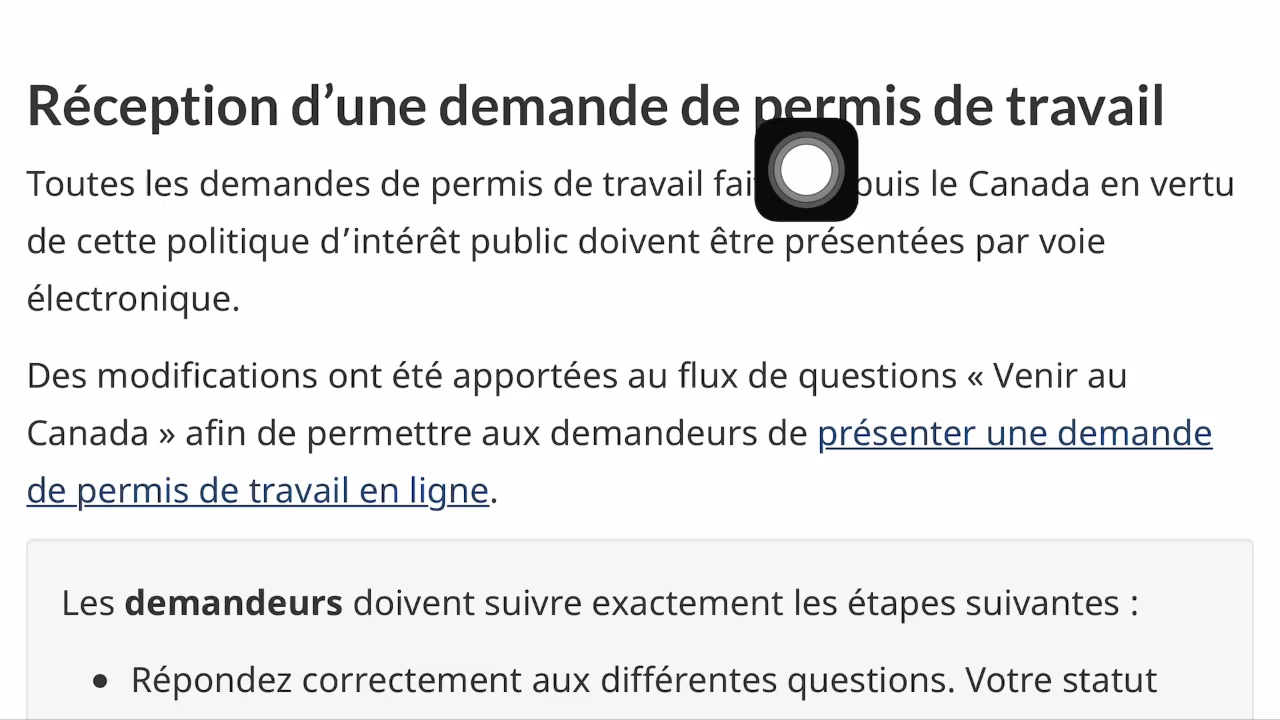 Réception d’une demande de permis de travail
Toutes les demandes de permis de travail le Canada en vertu
de cette politique d’intérêt public doivent être présentées par voie
électronique.
Des modifications ont été apportées au flux de questions « Venir au
Canada » afin de permettre aux demandeurs de présenter une demande
de permis de travail en ligne.
Les demandeurs doivent suivre exactement les étapes suivantes :
• Répondez correctement aux différentes questions. Votre statut